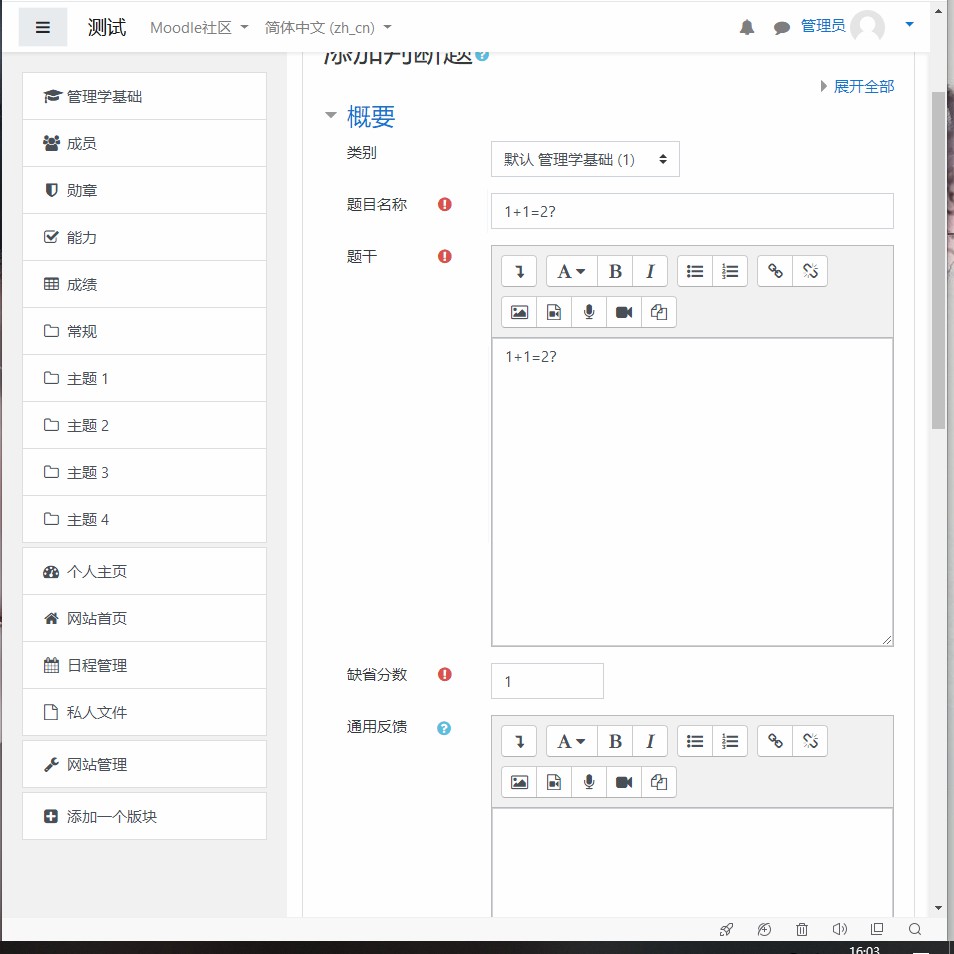 测试 Moodle社区 简体中文 (zh_cn) 管理员
添加判断题
展开全部
管理学基础
成员
勋章
能力
成绩
常规
主题 1
主题 2
主题 3
主题 4
个人主页
网站首页
日程管理
私人文件
网站管理
添加一个版块
概要
类别 默认 管理学基础 (1)
题目名称 1+1=2?
题干
A B I
1+1=2?
缺省分数 1
通用反馈
A B I
16:03